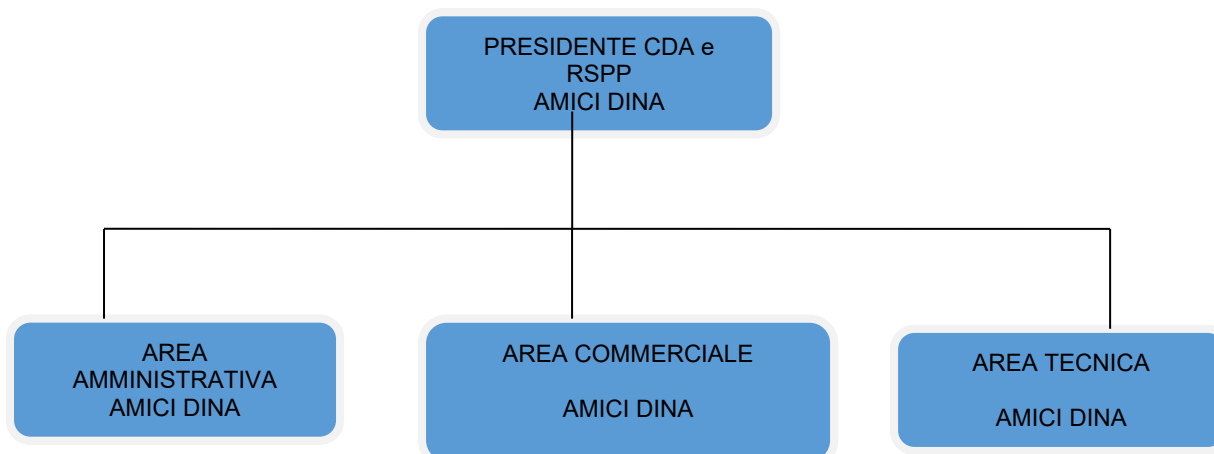 PRESIDENTE CDA e
RSPP
AMICI DINA
AREA
AMMINISTRATIVA
AMICI DINA
AREA COMMERCIALE
AMICI DINA
AREA TECNICA
AMICI DINA